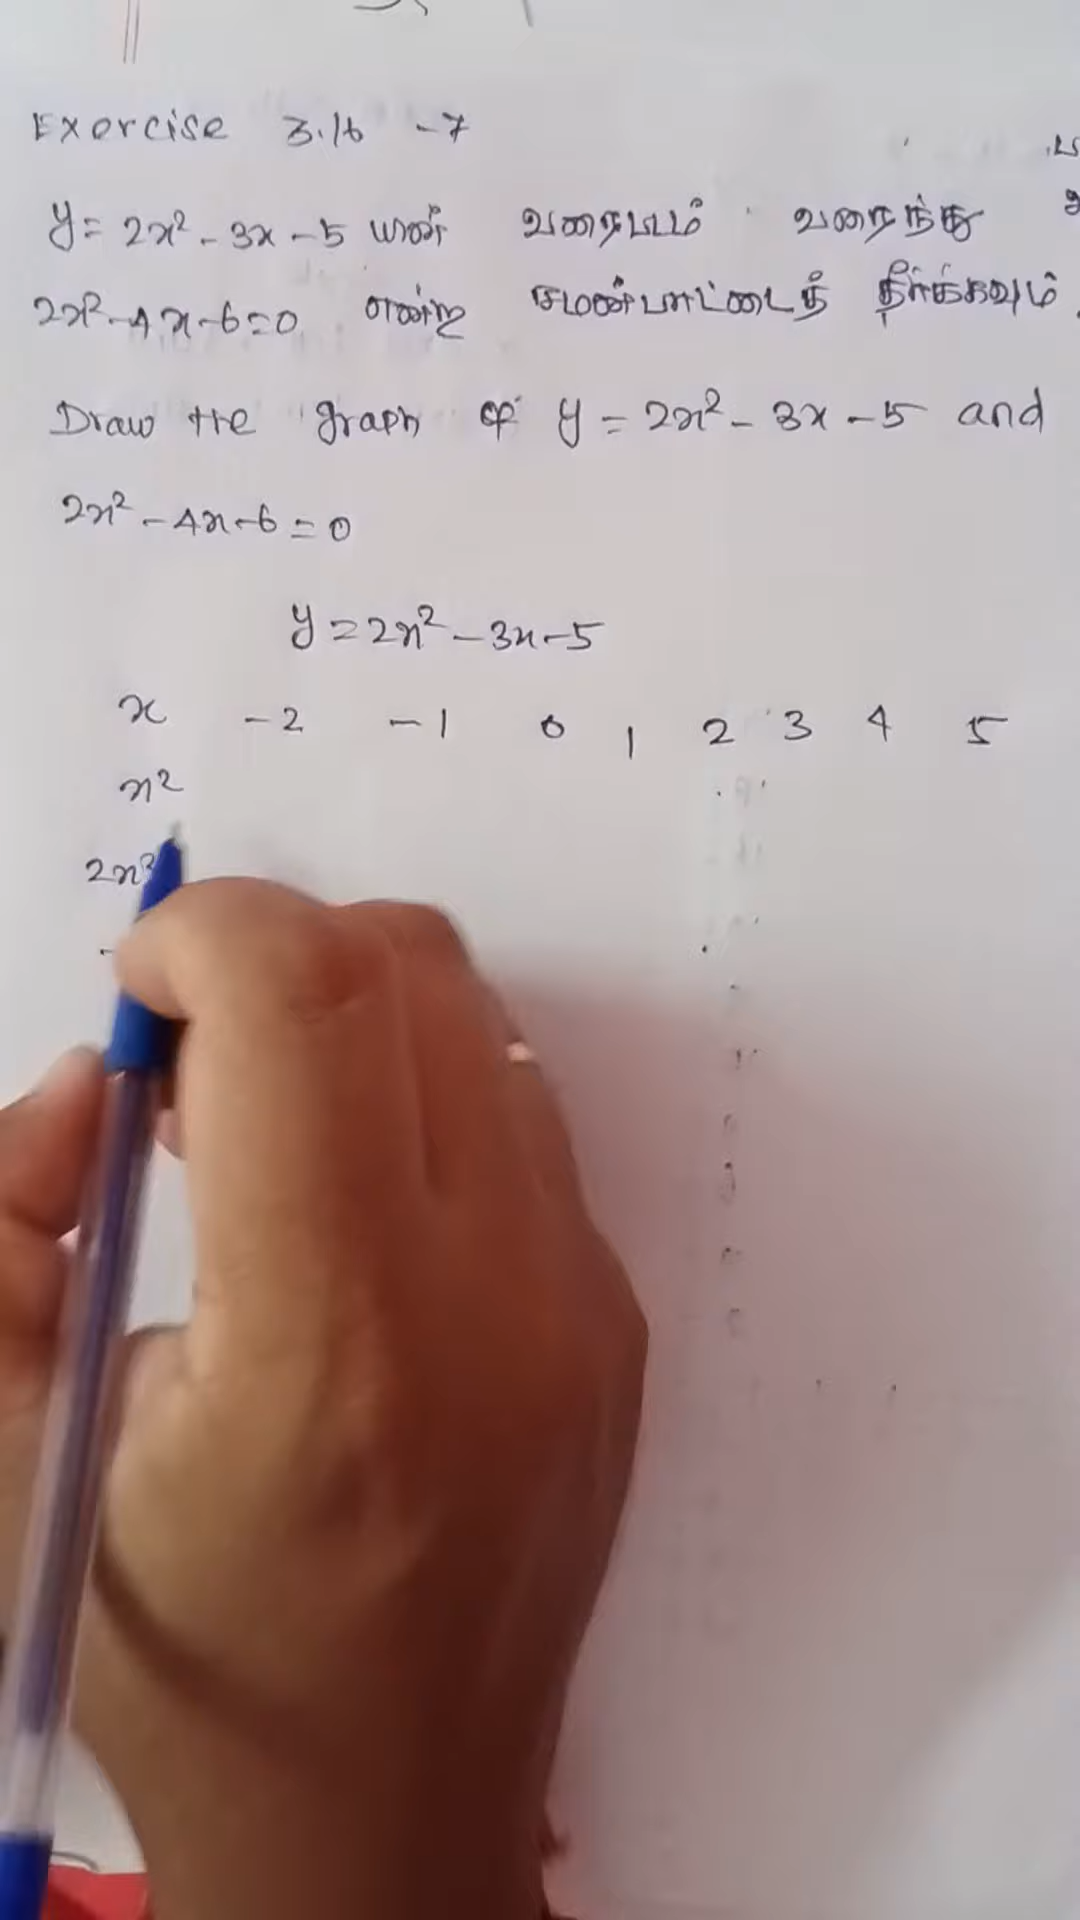 Exercise 3.16 -7
y = 2x² - 3x - 5 யின் வரைபடம் வரைந்து
2x² - 4x - 6 = 0 என்ற சமன்பாட்டைத் தீர்க்கவும்.
Draw the graph of y = 2x² - 3x - 5 and
2x² - 4x - 6 = 0
y = 2x² - 3x - 5
x -2 -1 0 1 2 3 4 5
x²
2x²
-